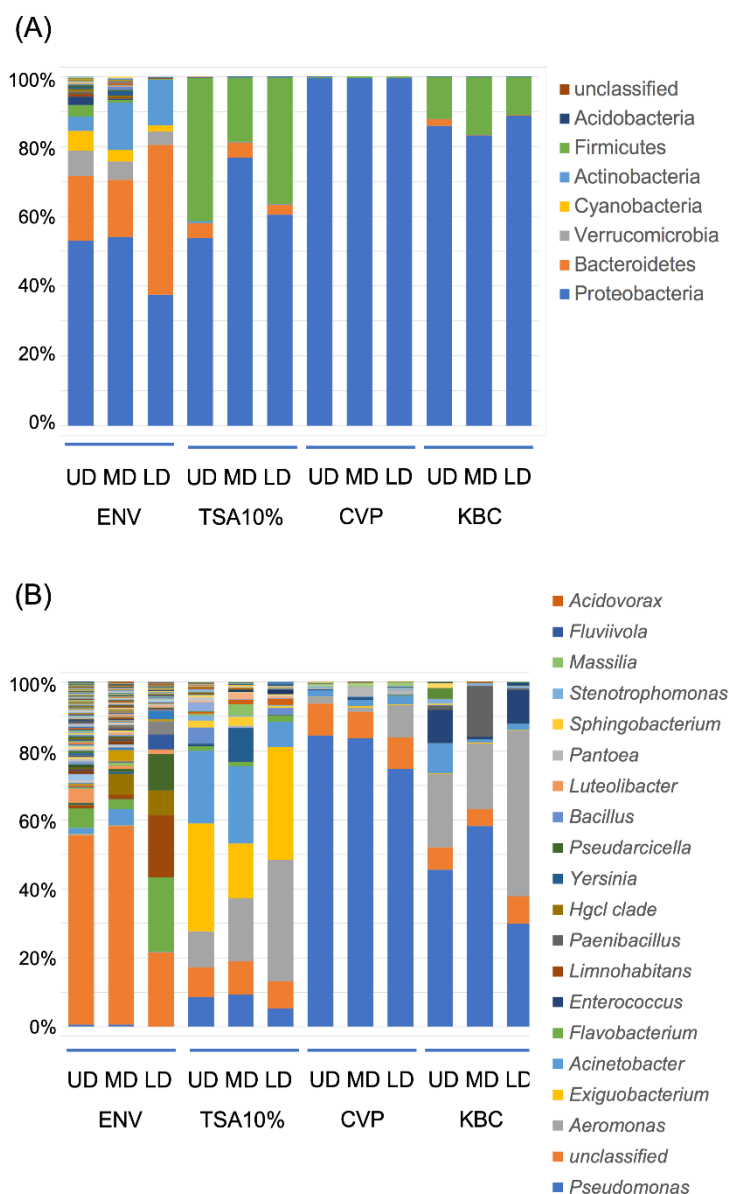 (A)
100%
80%
60%
40%
20%
0%
unclassified
Acidobacteria
Firmicutes
Actinobacteria
Cyanobacteria
Verrucomicrobia
Bacteroidetes
Proteobacteria
UD MD LD UD MD LD UD MD LD UD MD LD
ENV TSA10% CVP KBC
(B)
100%
80%
60%
40%
20%
0%
Acidovorax
Fluviivola
Massilia
Stenotrophomonas
Sphingobacterium
Pantoea
Luteolibacter
Bacillus
Pseudarcicella
Yersinia
Hgcl clade
Paenibacillus
Limnohabitans
Enterococcus
Flavobacterium
Acinetobacter
Exiguobacterium
Aeromonas
unclassified
Pseudomonas
UD MD LD UD MD LD UD MD LD UD MD LD
ENV TSA10% CVP KBC